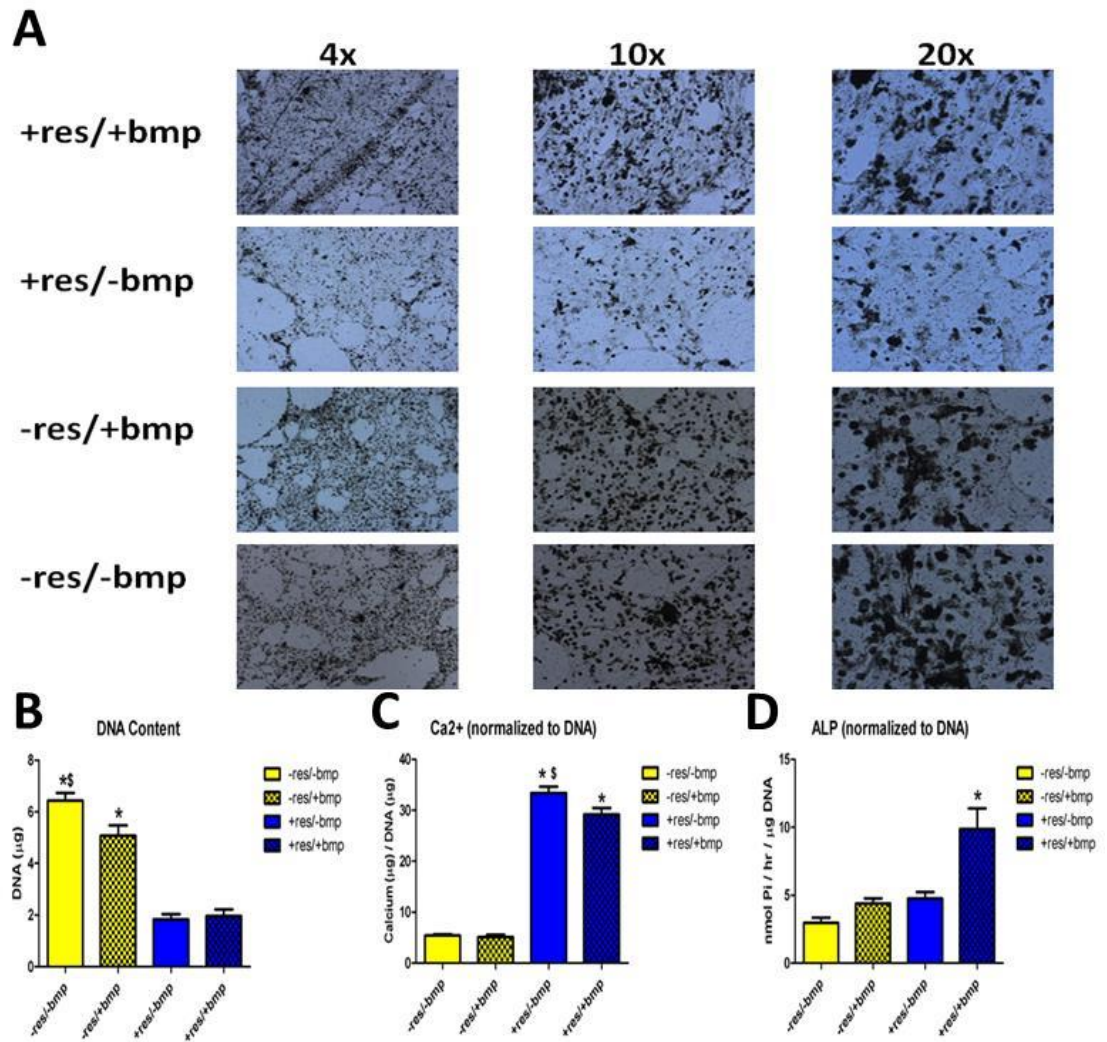 A
4x 10x 20x
+res/+bmp
+res/-bmp
-res/+bmp
-res/-bmp
B
DNA Content
DNA (µg)
8
6
4
2
0
*$
*
-res/-bmp
-res/+bmp
+res/-bmp
+res/+bmp
-res/-bmp
-res/+bmp
+res/-bmp
+res/+bmp
C
Ca2+ (normalized to DNA)
Calcium (µg) / DNA (µg)
40
30
20
10
0
* $
*
-res/-bmp
-res/+bmp
+res/-bmp
+res/+bmp
-res/-bmp
-res/+bmp
+res/-bmp
+res/+bmp
D
ALP (normalized to DNA)
nmol Pi / hr / µg DNA
15
10
5
0
*
-res/-bmp
-res/+bmp
+res/-bmp
+res/+bmp
-res/-bmp
-res/+bmp
+res/-bmp
+res/+bmp